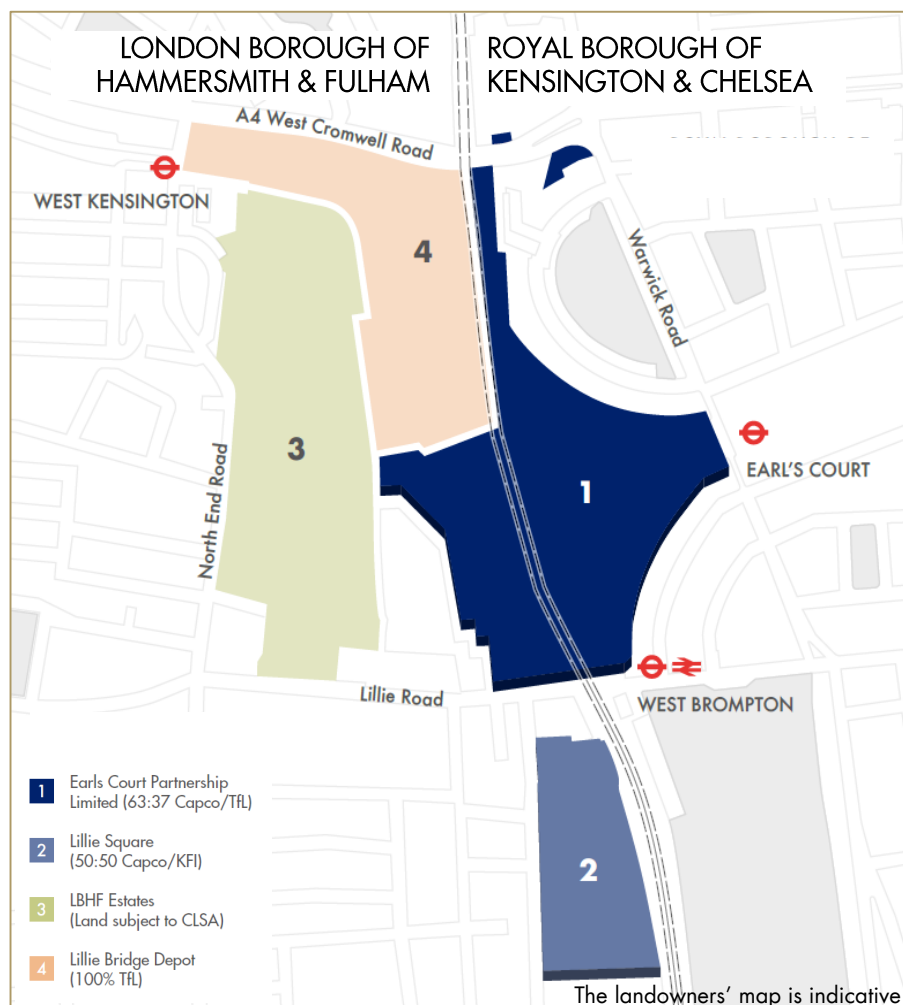 LONDON BOROUGH OF
HAMMERSMITH & FULHAM
ROYAL BOROUGH OF
KENSINGTON & CHELSEA
A4 West Cromwell Road
WEST KENSINGTON
4
Warwick Road
3
EARL'S COURT
1
North End Road
Lillie Road
WEST BROMPTON
1
Earls Court Partnership
Limited (63:37 Capco/TfL)
2
Lillie Square
(50:50 Capco/KFI)
2
3
LBHF Estates
(Land subject to CLSA)
4
Lillie Bridge Depot
(100% TfL)
The landowners' map is indicative